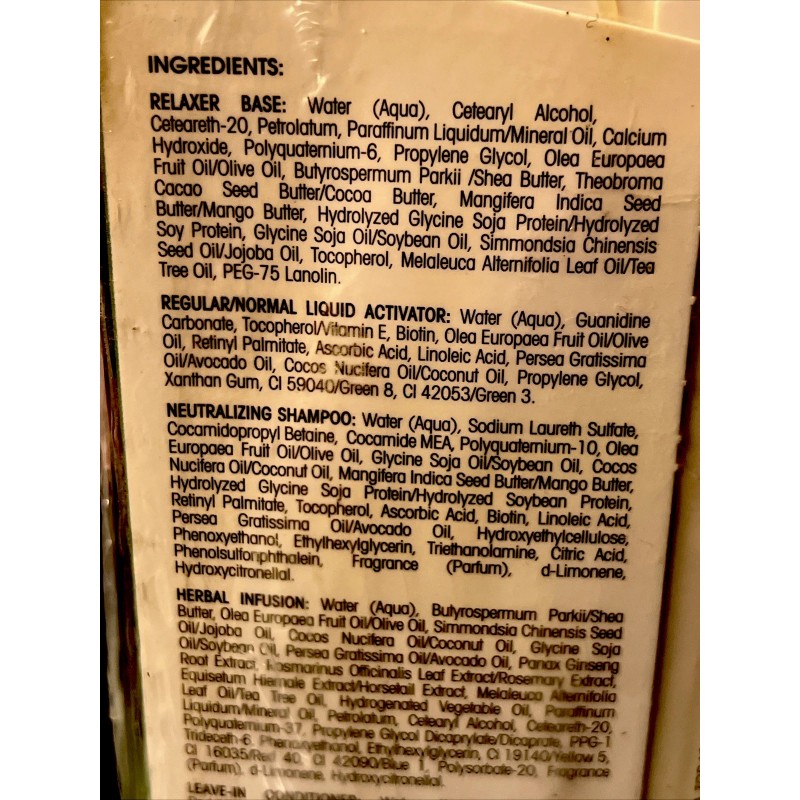 INGREDIENTS:
RELAXER BASE: Water (Aqua), Cetearyl Alcohol,
Ceteareth-20, Petrolatum, Paraffinum Liquidum/Mineral Oil, Calcium
Hydroxide, Polyquaternium-6, Propylene Glycol, Olea Europaea
Fruit Oil/Olive Oil, Butyrospermum Parkii /Shea Butter, Theobroma
Cacao Seed Butter/Cocoa Butter, Mangifera Indica Seed
Butter/Mango Butter, Hydrolyzed Glycine Soja Protein/Hydrolyzed
Soy Protein, Glycine Soja Oil/Soybean Oil, Simmondsia Chinensis
Seed Oil/Jojoba Oil, Tocopherol, Melaleuca Alternifolia Leaf Oil/Tea
Tree Oil, PEG-75 Lanolin.
REGULAR/NORMAL LIQUID ACTIVATOR: Water (Aqua), Guanidine
Carbonate, Tocopherol/Vitamin E, Biotin, Olea Europaea Fruit Oil/Olive
Oil, Retinyl Palmitate, Ascorbic Acid, Linoleic Acid, Persea Gratissima
Oil/Avocado Oil, Cocos Nucifera Oil/Coconut Oil, Propylene Glycol,
Xanthan Gum, CI 59040/Green 8, CI 42053/Green 3.
NEUTRALIZING SHAMPOO: Water (Aqua), Sodium Laureth Sulfate,
Cocamidopropyl Betaine, Cocamide MEA, Polyquaternium-10, Olea
Europaea Fruit Oil/Olive Oil, Glycine Soja Oil/Soybean Oil, Cocos
Nucifera Oil/Coconut Oil, Mangifera Indica Seed Butter/Mango Butter,
Hydrolyzed Glycine Soja Protein/Hydrolyzed Soybean Protein,
Retinyl Palmitate, Tocopherol, Ascorbic Acid, Biotin, Linoleic Acid,
Persea Gratissima Oil/Avocado Oil, Hydroxyethylcellulose,
Phenoxyethanol, Ethylhexylglycerin, Triethanolamine, Citric Acid,
Phenolsulfonphthalein, Fragrance (Parfum), d-Limonene,
Hydroxycitronellal.
HERBAL INFUSION: Water (Aqua), Butyrospermum Parkii/Shea
Butter, Olea Europaea Fruit Oil/Olive Oil, Simmondsia Chinensis Seed
Oil/Jojoba Oil, Cocos Nucifera Oil/Coconut Oil, Glycine Soja
Oil/Soybean Oil, Persea Gratissima Oil/Avocado Oil, Panax Ginseng
Root Extract, Rosmarinus Officinalis Leaf Extract/Rosemary Extract,
Equisetum Hiemale Extract/Horsetail Extract, Melaleuca Alternifolia
Leaf Oil/Tea Tree Oil, Hydrogenated Vegetable Oil, Paraffinum
Liquidum/Mineral Oil, Petrolatum, Cetearyl Alcohol, Ceteareth-20,
Polyquaternium-37, Propylene Glycol Dicaprylate/Dicaprate, PPG-1
Trideceth-6, Phenoxyethanol, Ethylhexylglycerin, CI 19140/Yellow 5,
CI 16035/Red 40, CI 42090/Blue 1, Polysorbate-20, Fragrance
(Parfum), d-Limonene, Hydroxycitronellal.
LEAVE-IN CONDITIONER: